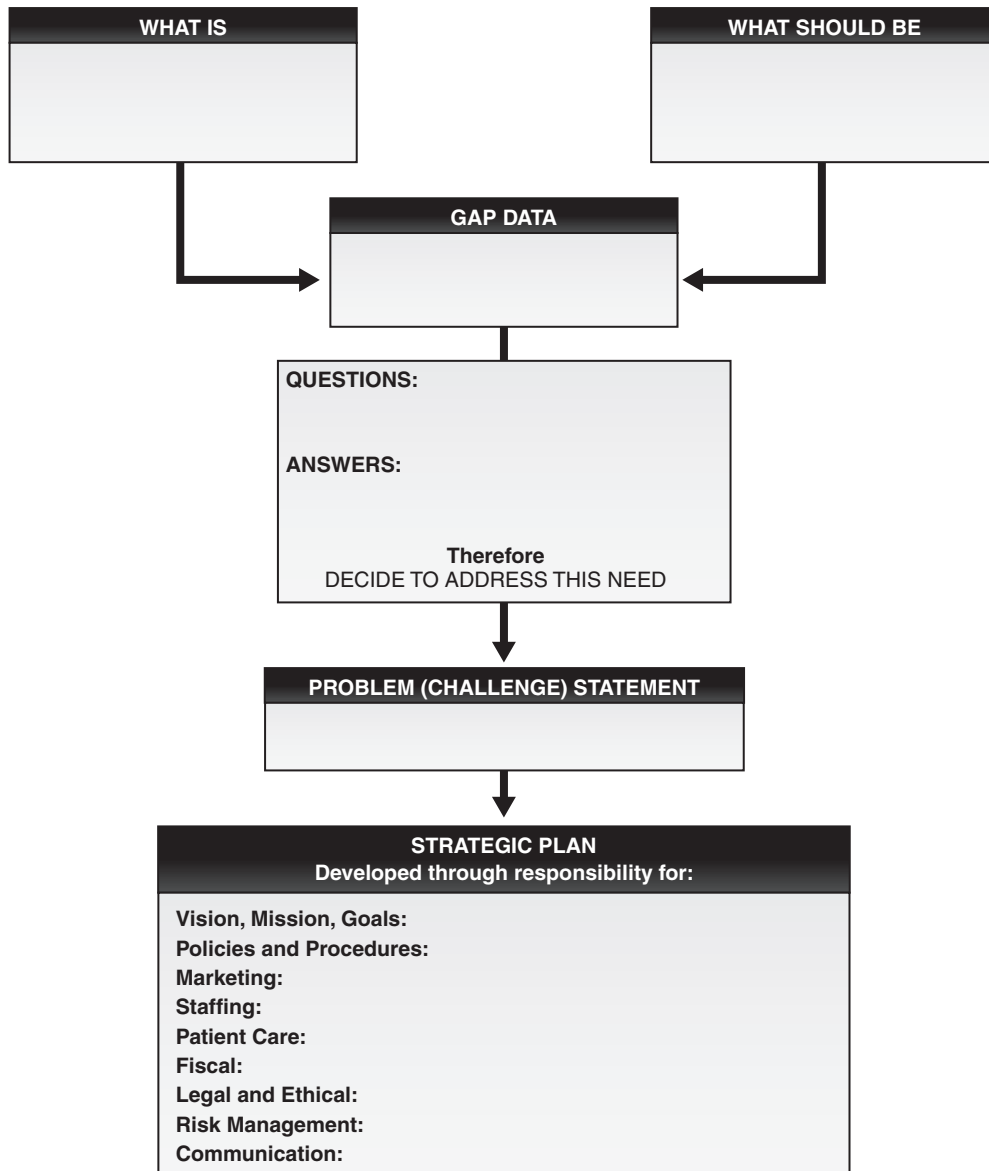 WHAT IS
WHAT SHOULD BE
GAP DATA
QUESTIONS:
ANSWERS:
Therefore
DECIDE TO ADDRESS THIS NEED
PROBLEM (CHALLENGE) STATEMENT
STRATEGIC PLAN
Developed through responsibility for:
Vision, Mission, Goals:
Policies and Procedures:
Marketing:
Staffing:
Patient Care:
Fiscal:
Legal and Ethical:
Risk Management:
Communication: